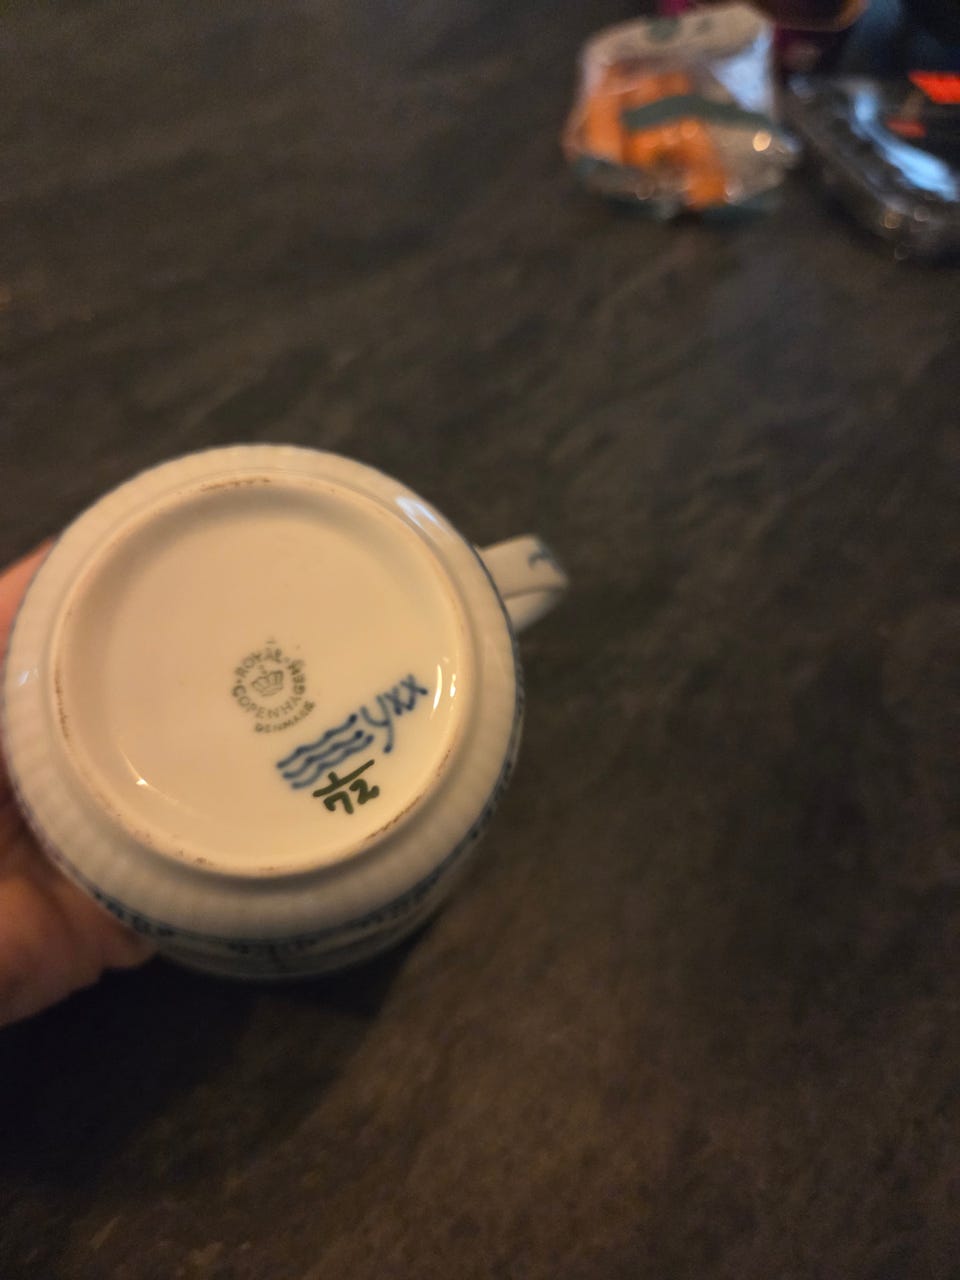 ROYAL COPENHAGEN
DENMARK
yxx
1
72